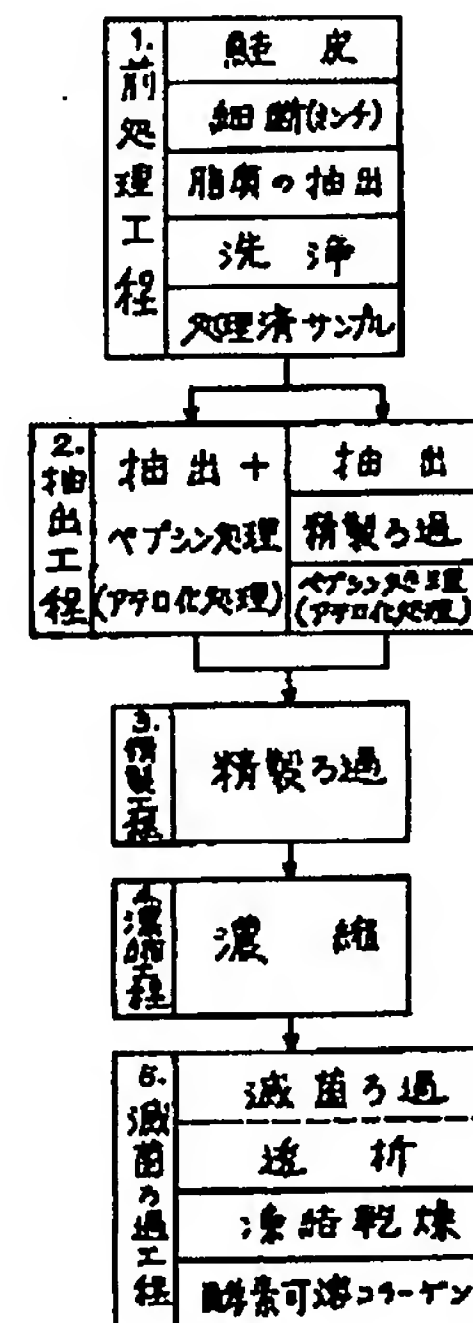 1.前処理工程
鮭皮
細断(ミンチ)
脂質の抽出
洗浄
処理済サンプル
2.抽出工程
抽出+
ペプシン処理
(アテロ化処理)
抽出
精製ろ過
ペプシン処理
(アテロ化処理)
3.精製工程
精製ろ過
4.濃縮工程
濃縮
5.滅菌ろ過工程
滅菌ろ過
透析
凍結乾燥
酵素可溶コラーゲン